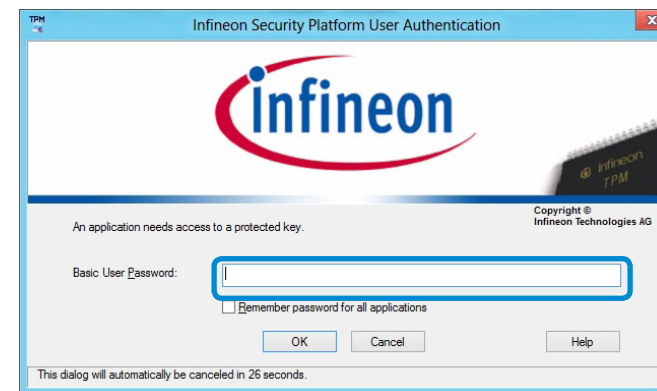 TPM
Infineon Security Platform User Authentication
x
infineon
Infineon
TPM
Copyright ©
Infineon Technologies AG
An application needs access to a protected key.
Basic User Password:
Remember password for all applications
OK Cancel Help
This dialog will automatically be canceled in 26 seconds.